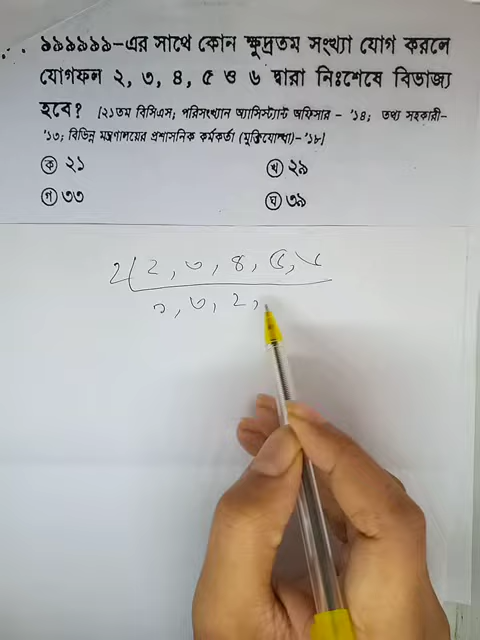 ৯৯৯৯৯৯-এর সাথে কোন ক্ষুদ্রতম সংখ্যা যোগ করলে
যোগফল ২, ৩, ৪, ৫ ও ৬ দ্বারা নিঃশেষে বিভাজ্য
হবে? [২১তম বিসিএস; পরিসংখ্যান অ্যাসিস্ট্যান্ট অফিসার – '১৪; তথ্য সহকারী-
'১৩; বিভিন্ন মন্ত্রণালয়ের প্রশাসনিক কর্মকর্তা (মুক্তিযোদ্ধা)-'১৮]
ক ২১ খ ২৯
গ ৩৩ ঘ ৩৯
2 ২, ৩, ৪, ৫, ৬
১, ৩, ২,